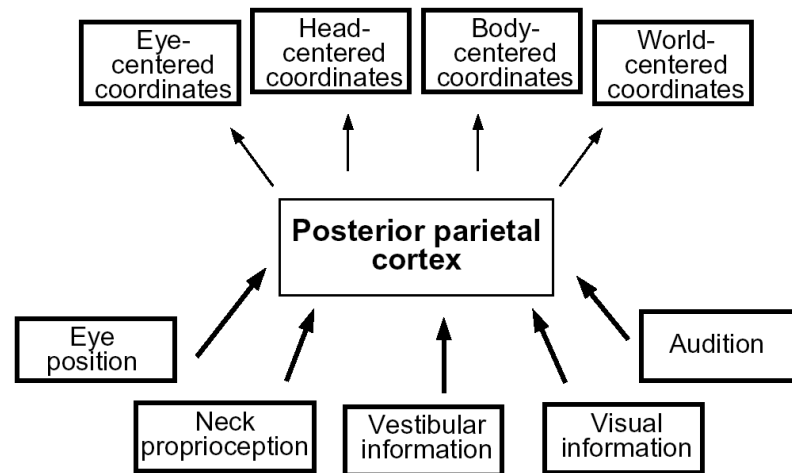 Eye-
centered
coordinates
Head-
centered
coordinates
Body-
centered
coordinates
World-
centered
coordinates
Posterior parietal
cortex
Eye
position
Neck
proprioception
Vestibular
information
Visual
information
Audition